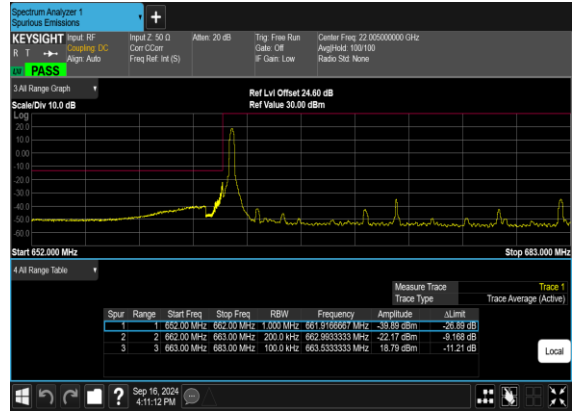 Spectrum Analyzer 1
Spurious Emissions
KEYSIGHT Input: RF Input Z: 50 Ω Atten: 20 dB Trig: Free Run Center Freq: 22.005000000 GHz
R T Coupling: DC Corr CCorr Gate: Off Avg|Hold: 100/100
Align: Auto Freq Ref: Int (S) IF Gain: Low Radio Std: None
PASS
3 All Range Graph
Ref Lvl Offset 24.60 dB
Scale/Div 10.0 dB Ref Value 30.00 dBm
Log
20.0
10.0
0.00
-10.0
-20.0
-30.0
-40.0
-50.0
-60.0
Start 652.000 MHz Stop 683.000 MHz
4 All Range Table
Measure Trace Trace 1
Trace Type Trace Average (Active)
Spur Range Start Freq Stop Freq RBW Frequency Amplitude ΔLimit
1 1 652.00 MHz 662.00 MHz 1.000 MHz 661.9166667 MHz -39.89 dBm -26.89 dB
2 2 662.00 MHz 663.00 MHz 200.0 kHz 662.9933333 MHz -22.17 dBm -9.168 dB
3 3 663.00 MHz 683.00 MHz 100.0 kHz 663.5333333 MHz 18.79 dBm -11.21 dB
Local
Sep 16, 2024
4:11:12 PM